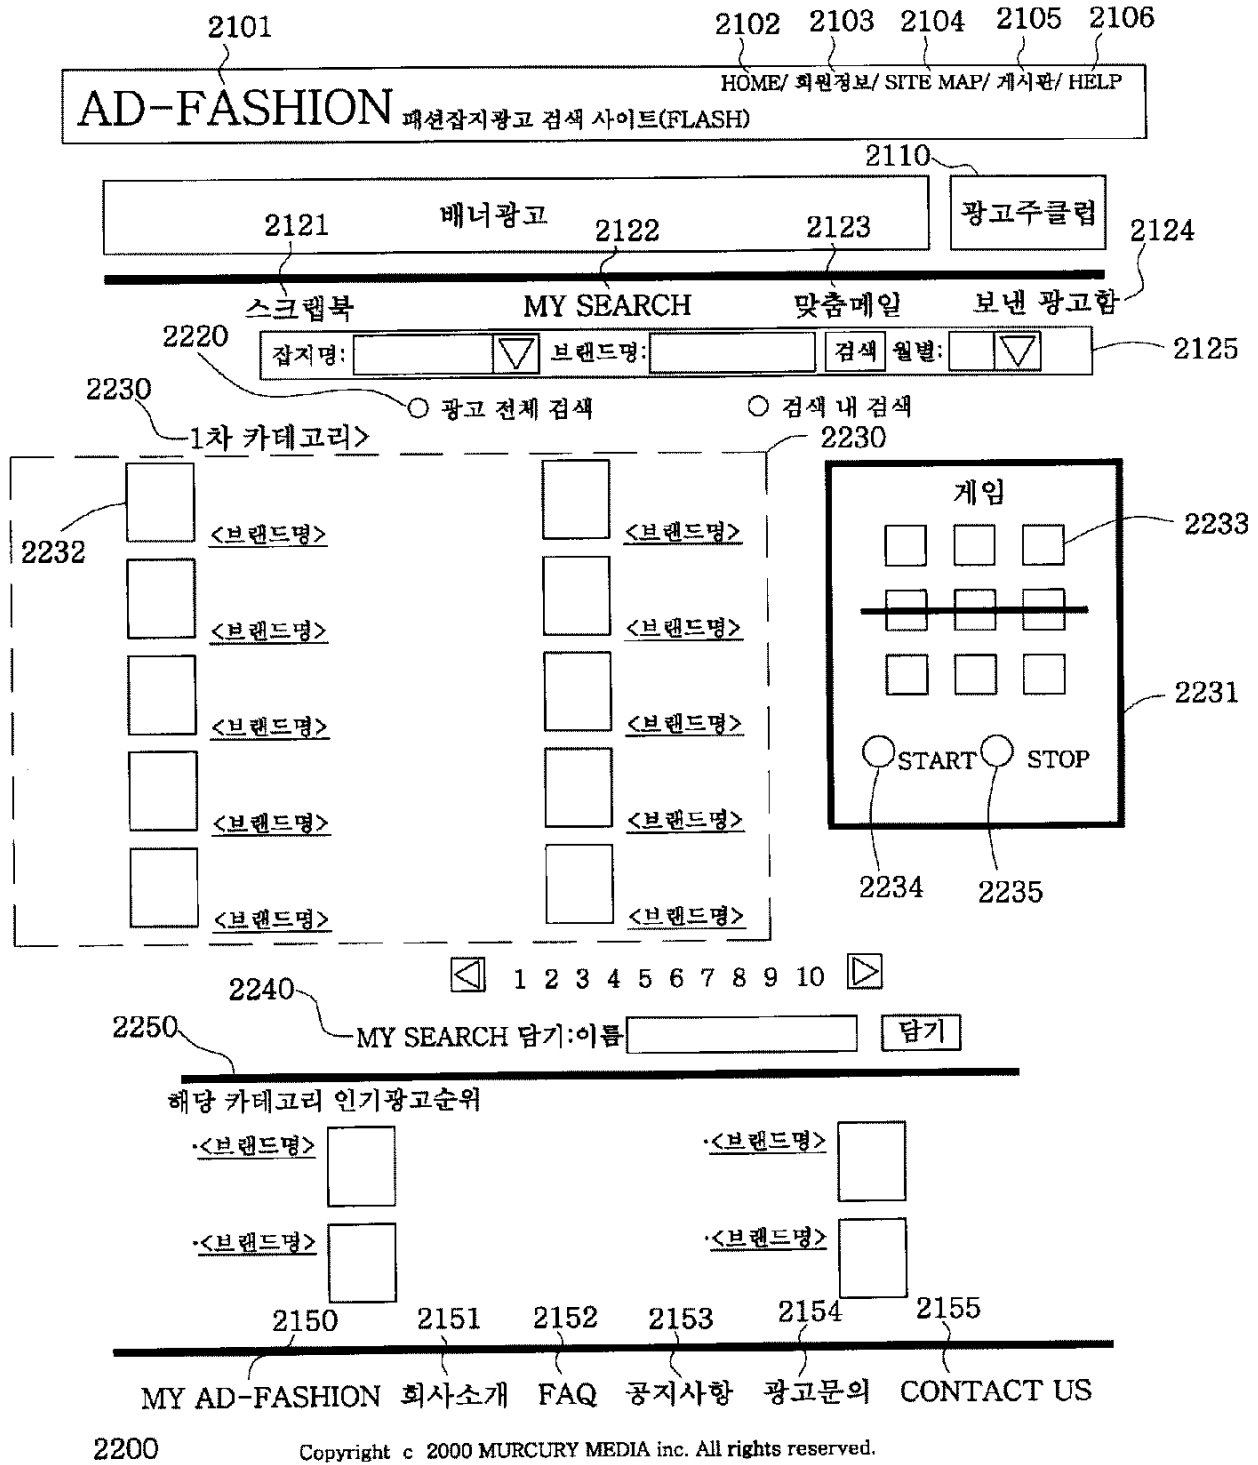 2101
2102
2103
2104
2105
2106
HOME/ 회원정보/ SITE MAP/ 게시판/ HELP
AD-FASHION 패션잡지광고 검색 사이트(FLASH)
2110
배너광고
광고주클럽
2121
2122
2123
2124
스크랩북
MY SEARCH
맞춤메일
보낸 광고함
2220
잡지명:
브랜드명:
검색
월별:
2125
광고 전체 검색
검색 내 검색
2230
1차 카테고리>
2230
게임
2232
<브랜드명>
<브랜드명>
2233
<브랜드명>
<브랜드명>
<브랜드명>
<브랜드명>
2231
START
STOP
<브랜드명>
<브랜드명>
2234
2235
<브랜드명>
<브랜드명>
1 2 3 4 5 6 7 8 9 10
2240
MY SEARCH 담기:이름
담기
2250
해당 카테고리 인기광고순위
·<브랜드명>
·<브랜드명>
·<브랜드명>
·<브랜드명>
2150
2151
2152
2153
2154
2155
MY AD-FASHION
회사소개
FAQ
공지사항
광고문의
CONTACT US
2200
Copyright c 2000 MURCURY MEDIA inc. All rights reserved.